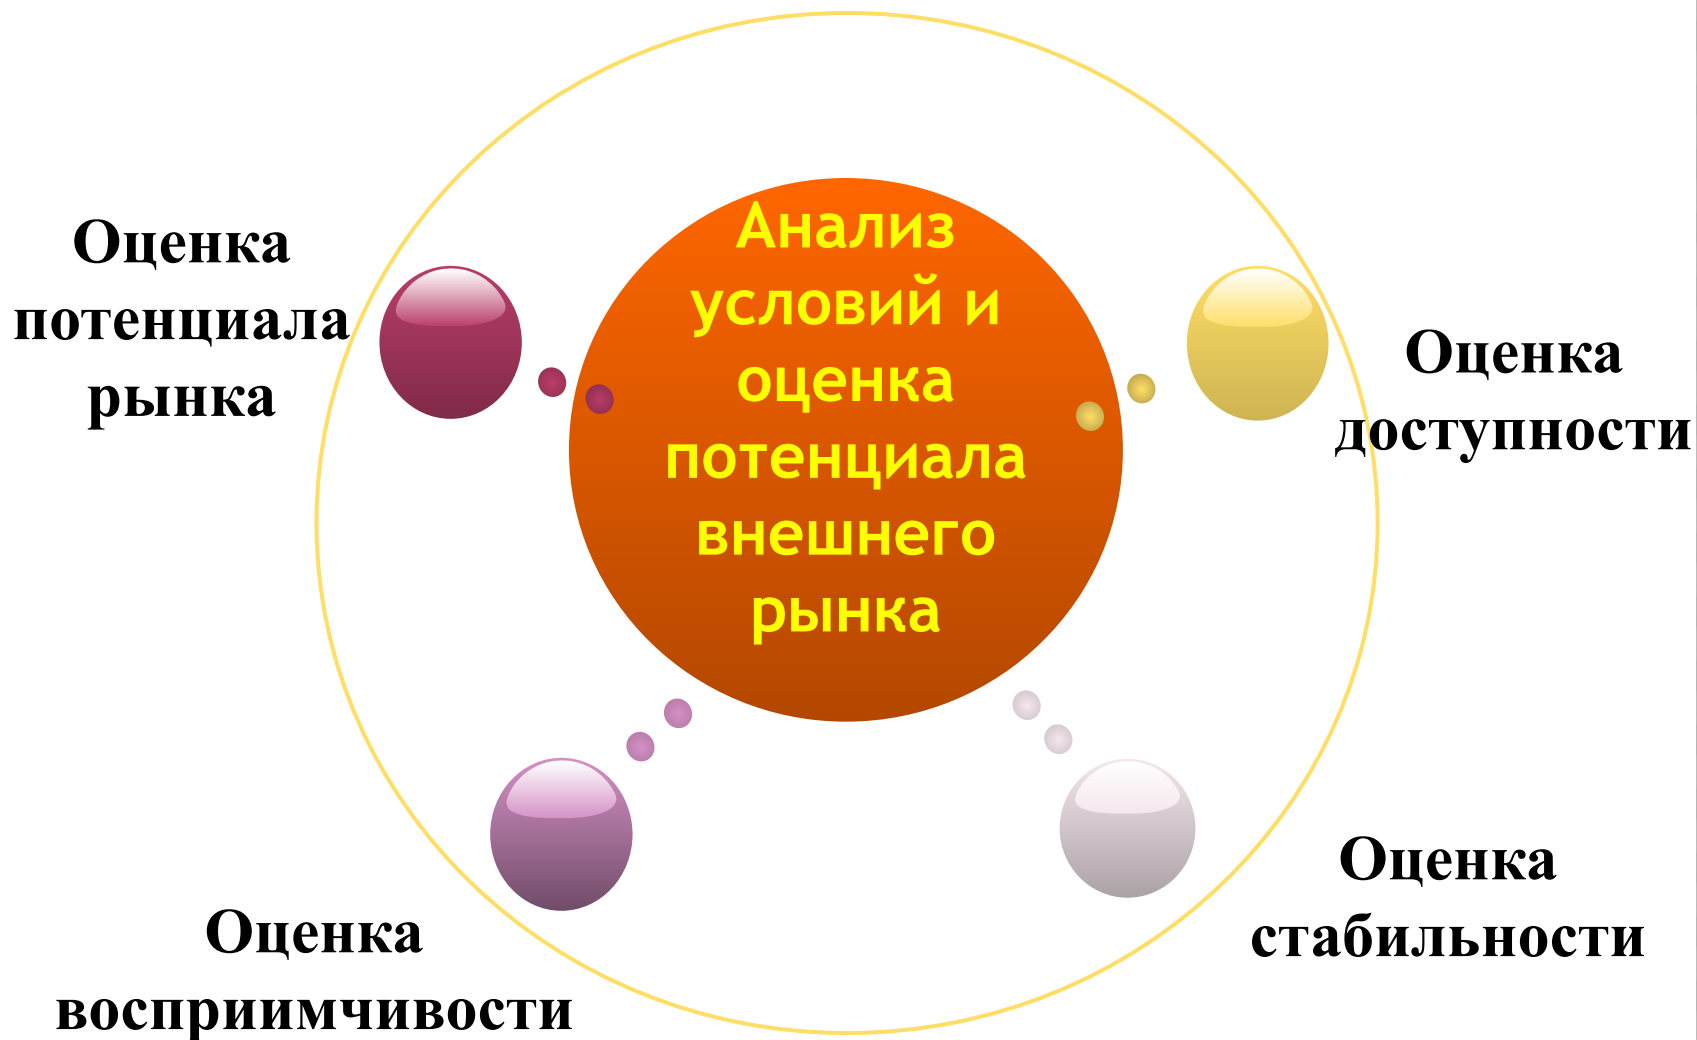 Оценка
потенциала
рынка
Анализ
условий и
оценка
потенциала
внешнего
рынка
Оценка
доступности
Оценка
восприимчивости
Оценка
стабильности